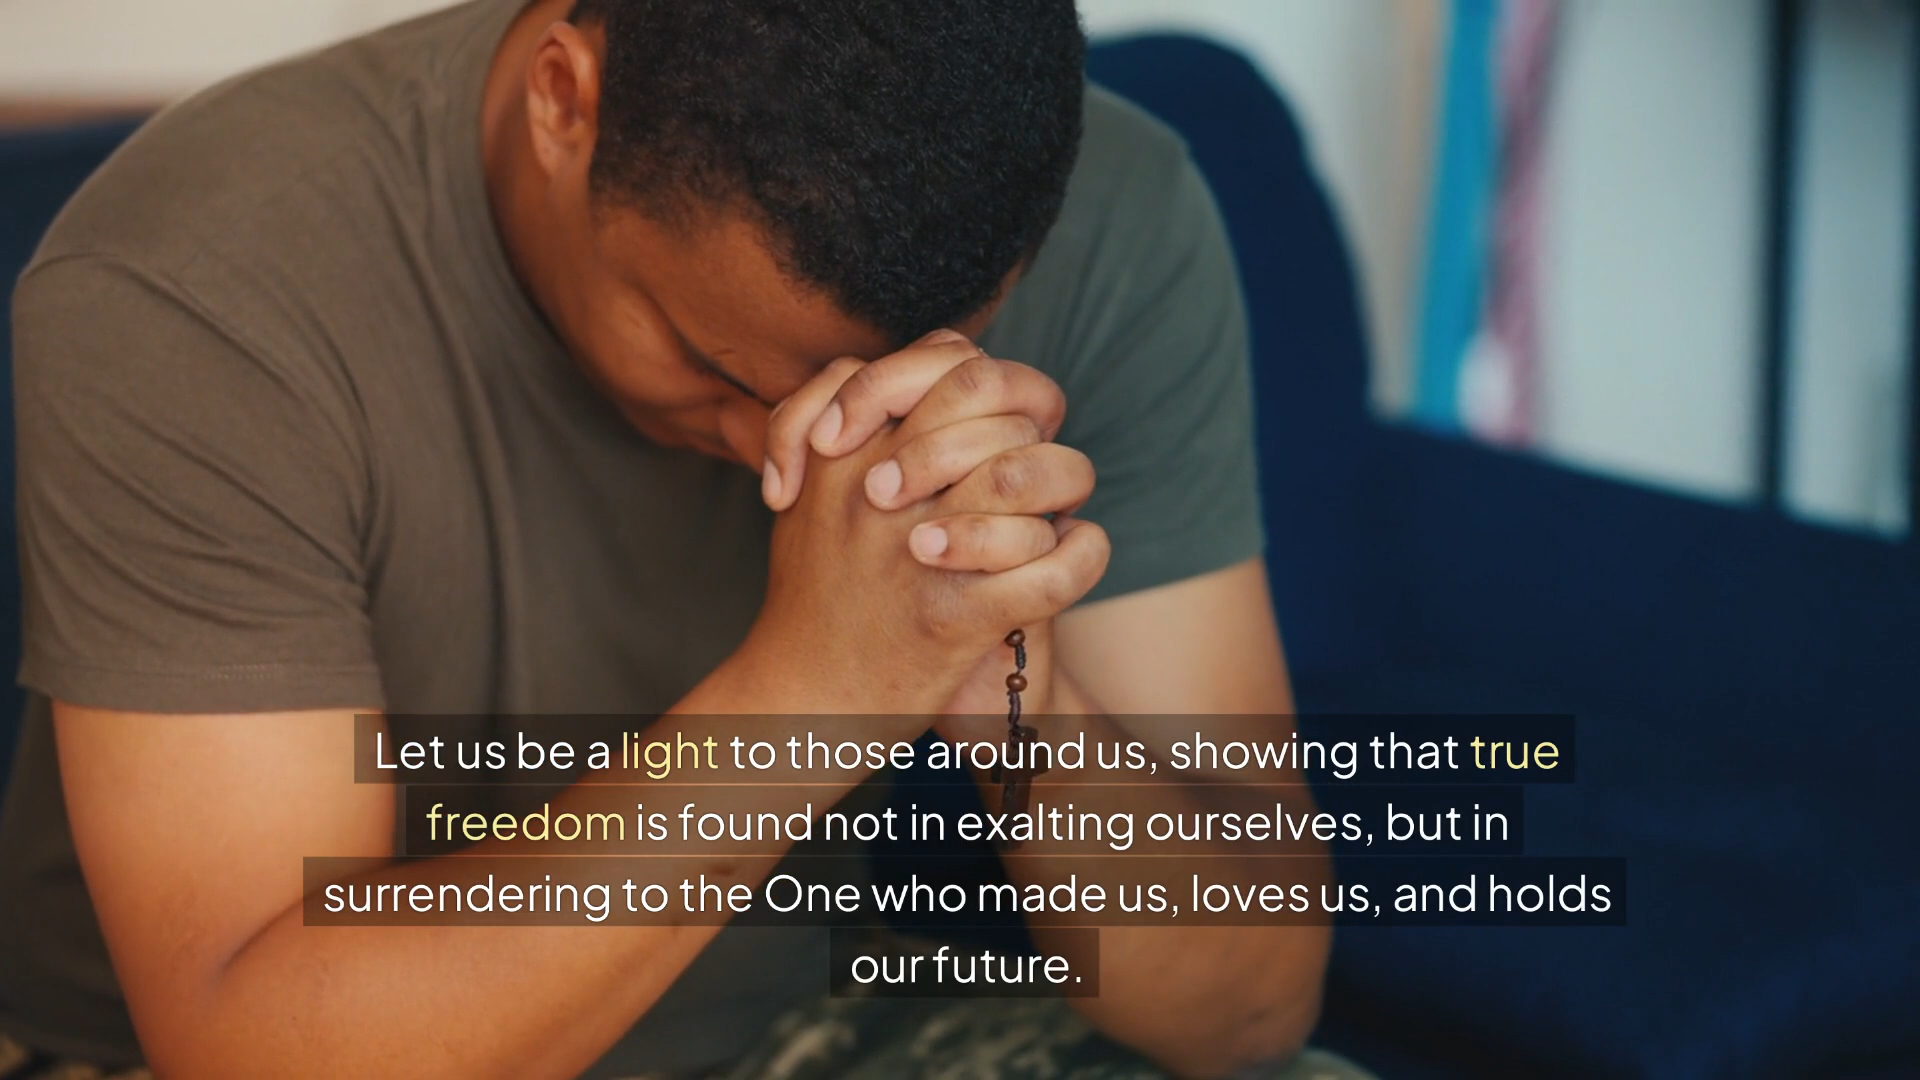 Let us be a light to those around us, showing that true
freedom is found not in exalting ourselves, but in
surrendering to the One who made us, loves us, and holds
our future.